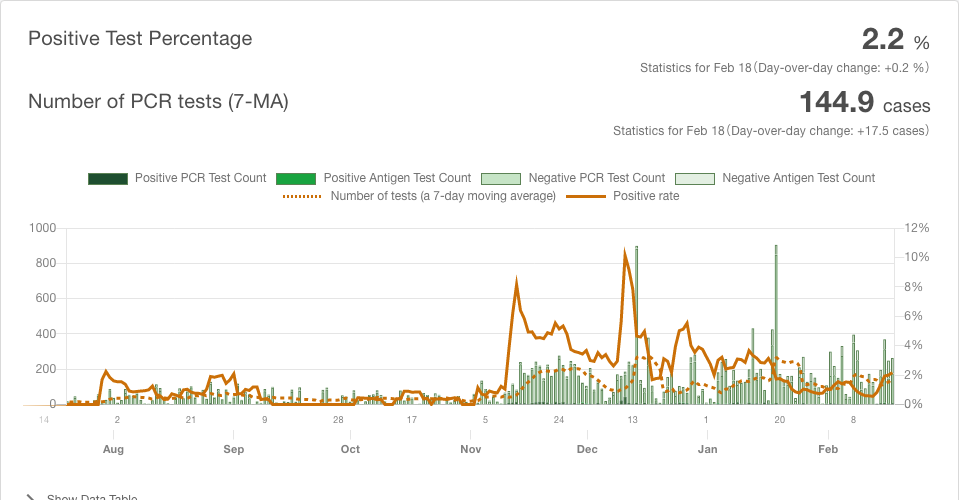 Positive Test Percentage
2.2 %
Statistics for Feb 18(Day-over-day change: +0.2 %)
Number of PCR tests (7-MA)
144.9 cases
Statistics for Feb 18(Day-over-day change: +17.5 cases)
Positive PCR Test Count Positive Antigen Test Count Negative PCR Test Count Negative Antigen Test Count
Number of tests (a 7-day moving average) Positive rate
1000 12%
10%
800
8%
600
6%
400
4%
200
2%
0 0%
14 2 21 9 28 17 5 24 13 1 20 8
Aug Sep Oct Nov Dec Jan Feb
Show Data Table